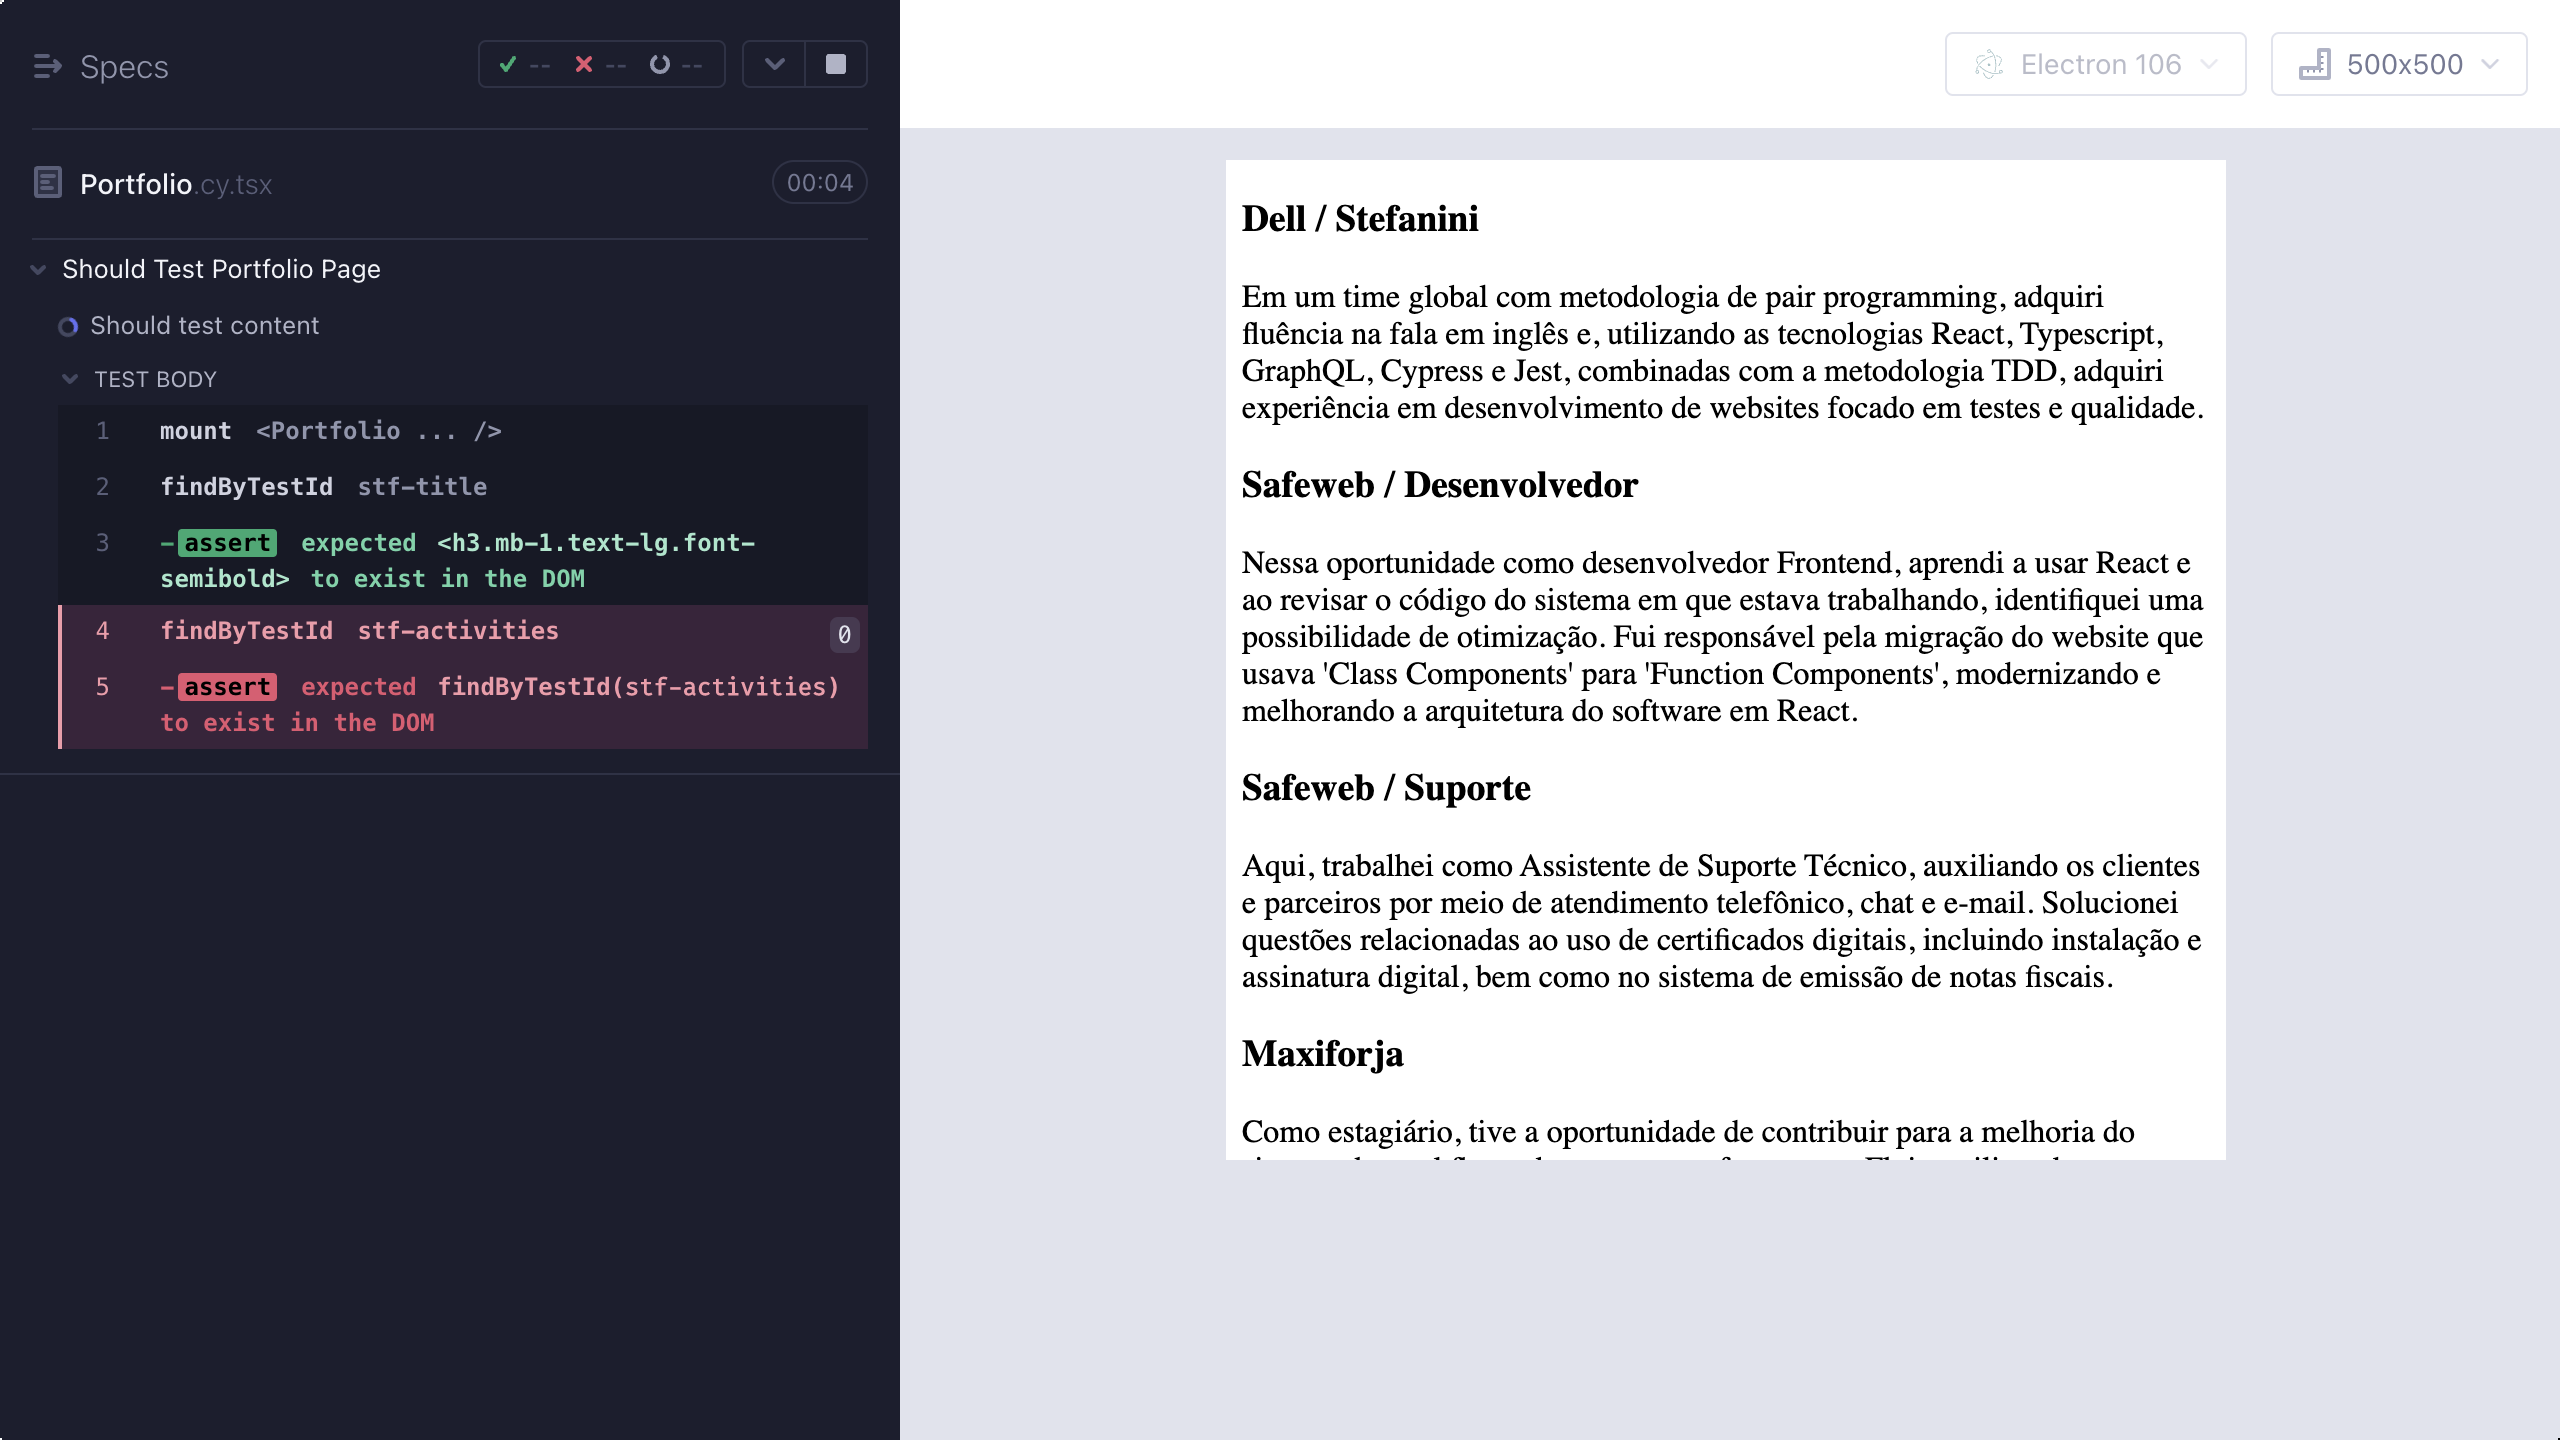 Specs
-- -- --
Portfolio.cy.tsx
00:04
Should Test Portfolio Page
Should test content
TEST BODY
1 mount <Portfolio ... />
2 findByTestId stf-title
3 -assert expected <h3.mb-1.text-lg.font-
semibold> to exist in the DOM
4 findByTestId stf-activities 0
5 -assert expected findByTestId(stf-activities)
to exist in the DOM
Electron 106
500x500
Dell / Stefanini
Em um time global com metodologia de pair programming, adquiri
fluência na fala em inglês e, utilizando as tecnologias React, Typescript,
GraphQL, Cypress e Jest, combinadas com a metodologia TDD, adquiri
experiência em desenvolvimento de websites focado em testes e qualidade.
Safeweb / Desenvolvedor
Nessa oportunidade como desenvolvedor Frontend, aprendi a usar React e
ao revisar o código do sistema em que estava trabalhando, identifiquei uma
possibilidade de otimização. Fui responsável pela migração do website que
usava 'Class Components' para 'Function Components', modernizando e
melhorando a arquitetura do software em React.
Safeweb / Suporte
Aqui, trabalhei como Assistente de Suporte Técnico, auxiliando os clientes
e parceiros por meio de atendimento telefônico, chat e e-mail. Solucionei
questões relacionadas ao uso de certificados digitais, incluindo instalação e
assinatura digital, bem como no sistema de emissão de notas fiscais.
Maxiforja
Como estagiário, tive a oportunidade de contribuir para a melhoria do